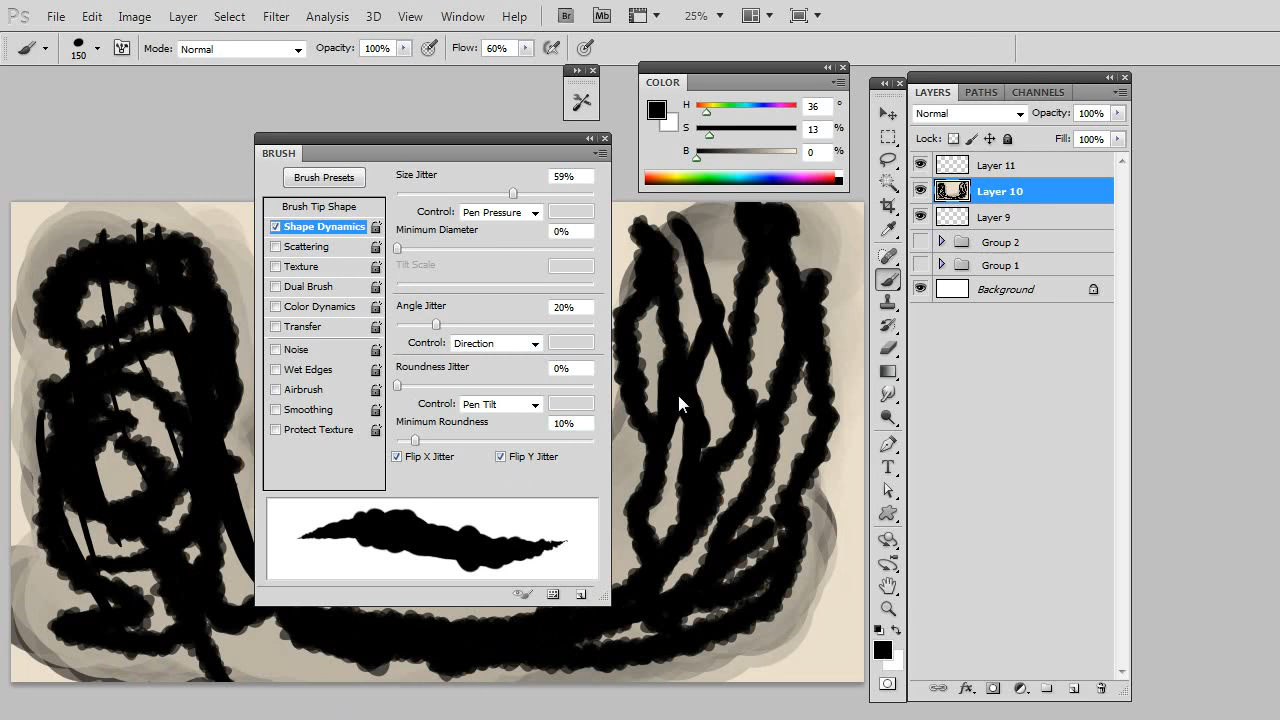 Ps File Edit Image Layer Select Filter Analysis 3D View Window Help Br Mb 25%
150 Mode: Normal Opacity: 100% Flow: 60%
COLOR
H 36 °
S 13 %
B 0 %
LAYERS PATHS CHANNELS
Normal Opacity: 100%
Lock: Fill: 100%
Layer 11
Layer 10
Layer 9
Group 2
Group 1
Background
BRUSH
Brush Presets
Brush Tip Shape
Shape Dynamics
Scattering
Texture
Dual Brush
Color Dynamics
Transfer
Noise
Wet Edges
Airbrush
Smoothing
Protect Texture
Size Jitter 59%
Control: Pen Pressure
Minimum Diameter 0%
Tilt Scale
Angle Jitter 20%
Control: Direction
Roundness Jitter 0%
Control: Pen Tilt
Minimum Roundness 10%
Flip X Jitter Flip Y Jitter
T